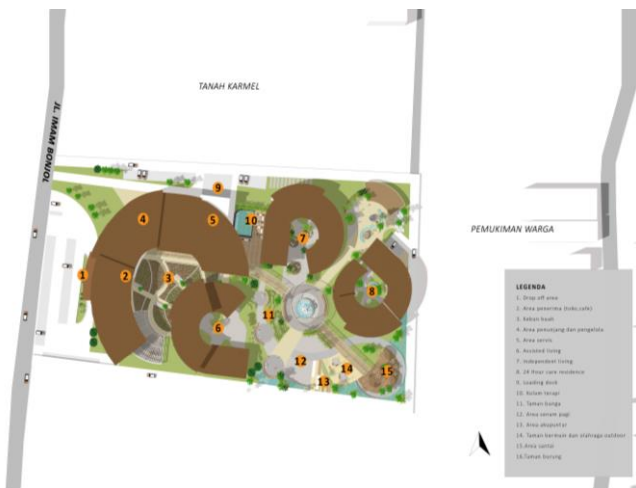 TANAH KARMEL
JL. IMAM BONJOL
PEMUKIMAN WARGA
1
2
3
4
5
6
7
8
9
10
11
12
13
14
15
LEGENDA
1. Drop off area
2. Area penerima (toko,cafe)
3. Kebun buah
4. Area penunjang dan pengelola
5. Area servis
6. Assisted living
7. Independent living
8. 24 Hour care residence
9. Loading dock
10. Kolam terapi
11. Taman bunga
12. Area senam pagi
13. Area akupuntur
14. Taman bermain dan olahraga outdoor
15. Area santai
16. Taman burung